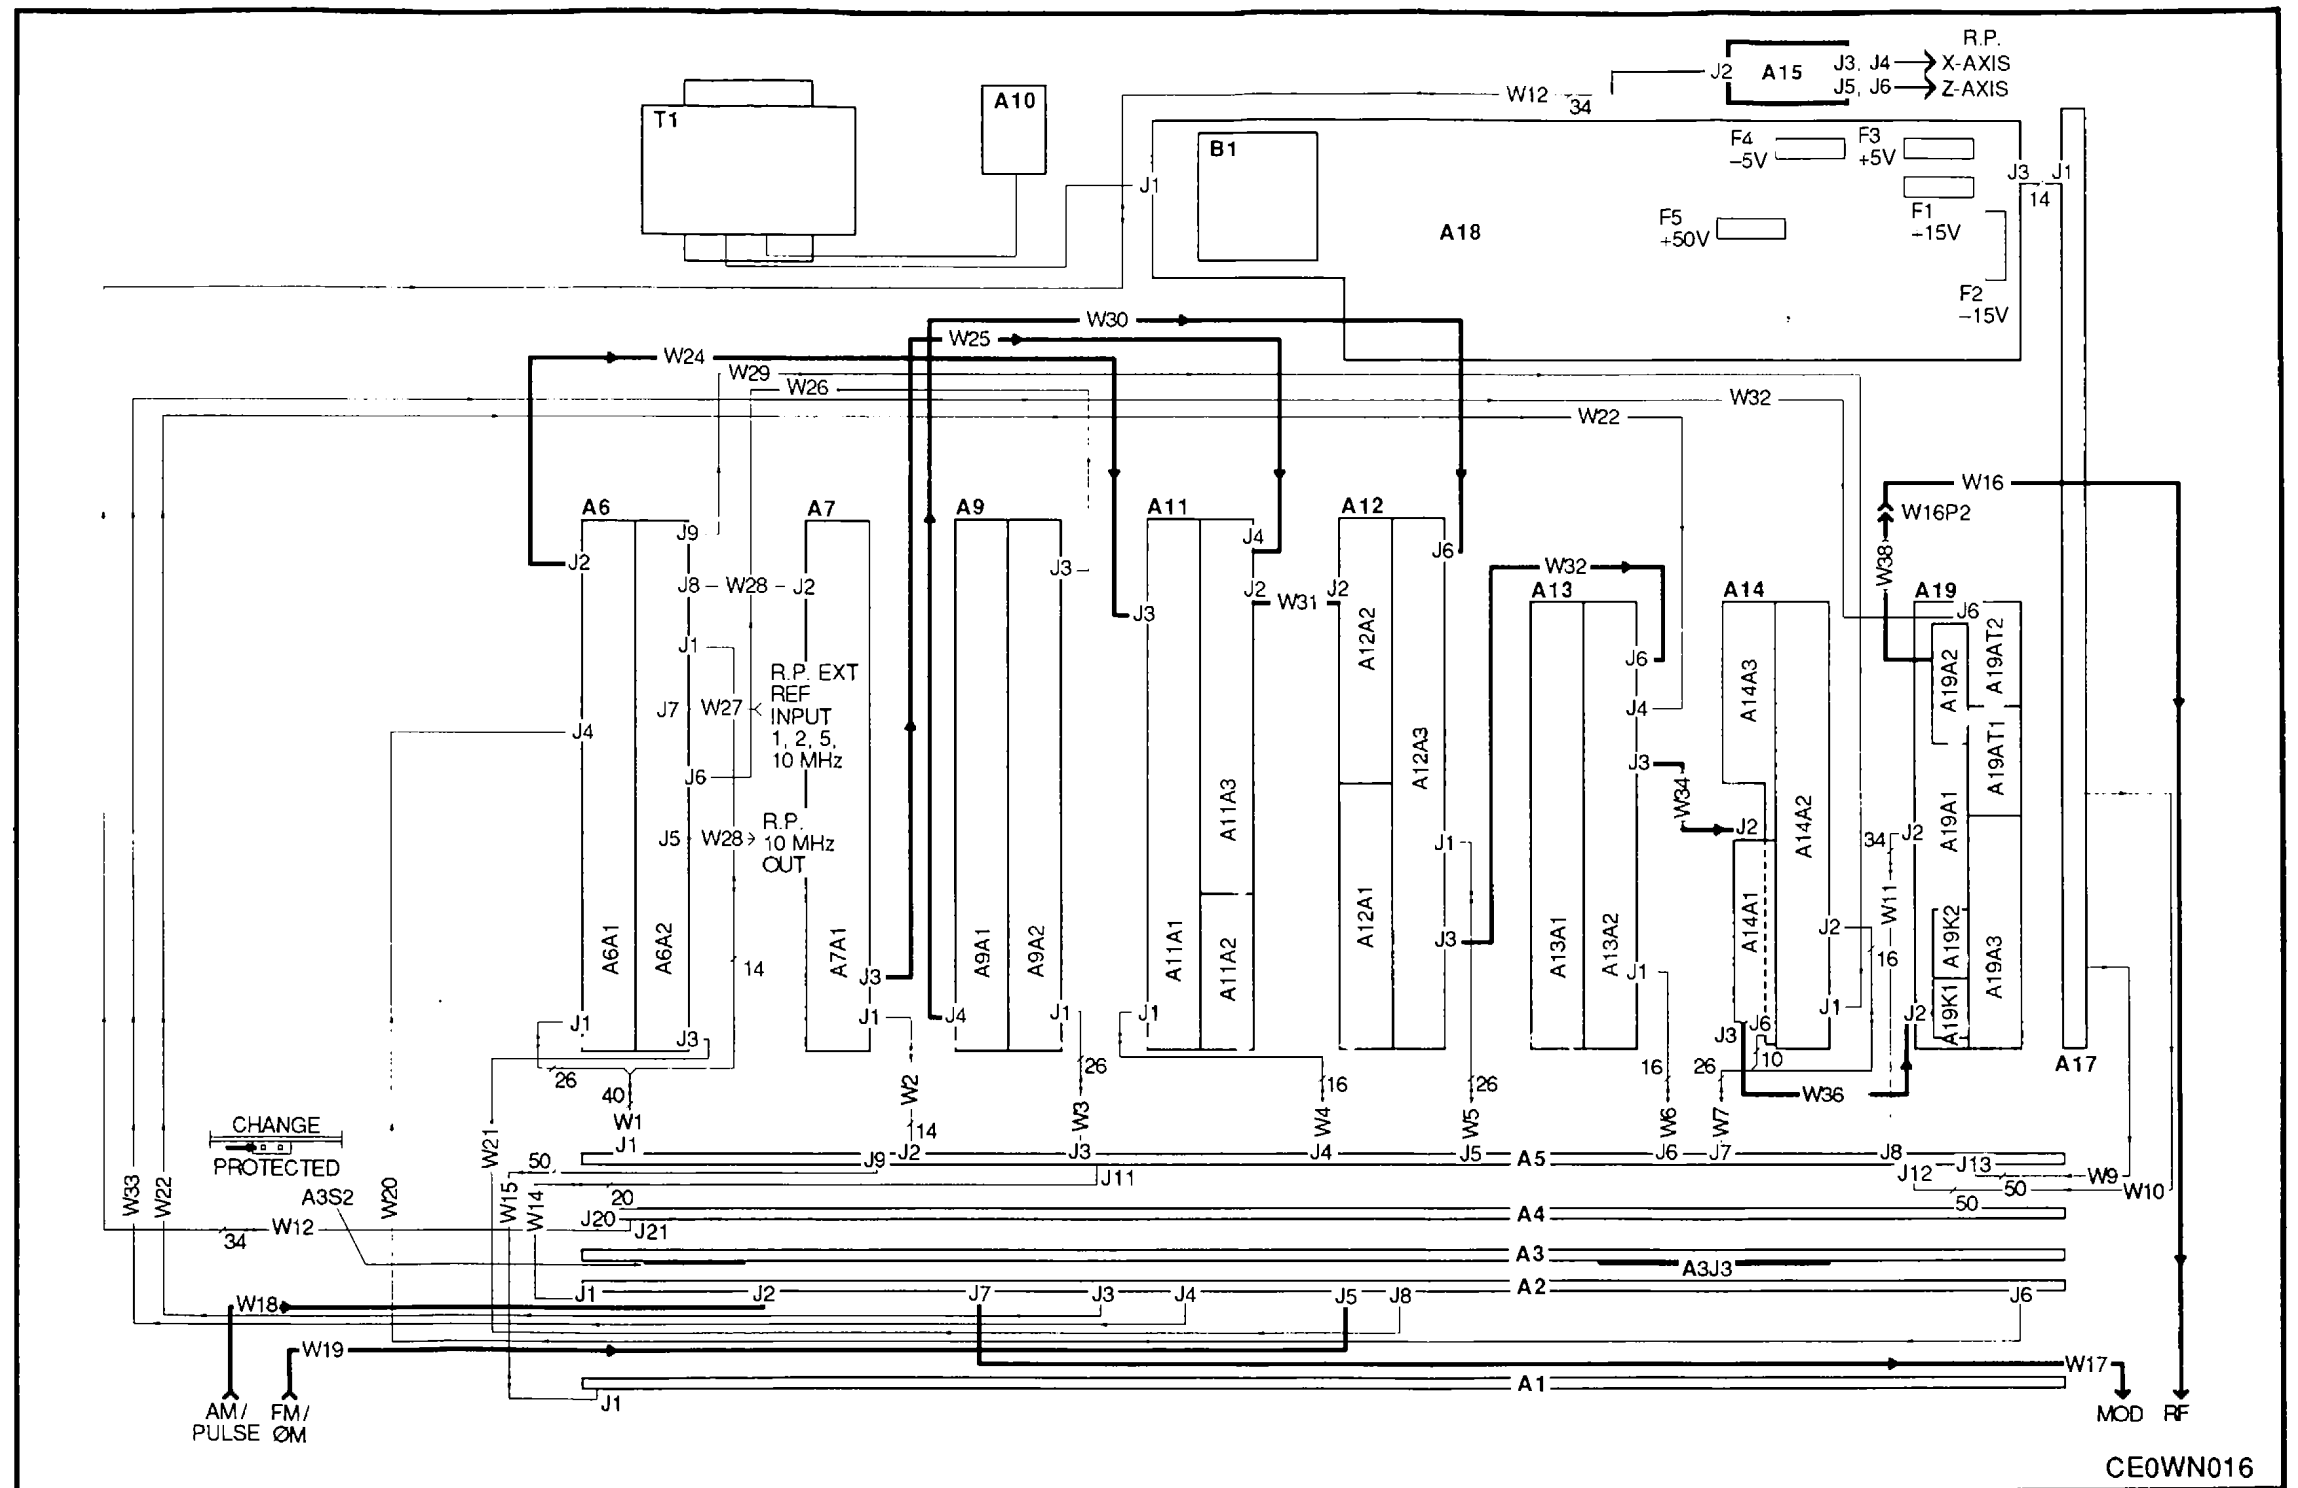 R.P.
J2
A15
J3, J4
X-AXIS
J5, J6
Z-AXIS
W12
34
T1
A10
B1
J1
A18
F4
-5V
F3
+5V
F5
+50V
F1
+15V
F2
-15V
J3
J1
14
W30
W25
W24
W29
W26
W32
W22
W16
W16P2
W38
A6
A7
A9
A11
A12
A13
A14
A19
J9
J2
J8
W28
J2
J1
J3
J4
J2
W31
J2
J3
J6
W32
J6
J4
J3
W34
J2
J6
R.P. EXT
REF
INPUT
1, 2, 5,
10 MHz
J7
W27
J4
J6
R.P.
10 MHz
OUT
J5
W28
A6A1
A6A2
A7A1
A9A1
A9A2
A11A1
A11A3
A11A2
A12A2
A12A1
A12A3
A13A1
A13A2
A14A3
A14A1
A14A2
A19A2
A19AT2
A19AT1
A19A1
A19K2
A19K1
A19A3
J1
J3
J1
34
J2
W11
J2
16
14
J3
J1
J1
J3
J4
J1
J1
J3
J6
J1
J2
10
A17
W36
26
40
W1
W2
14
26
W3
16
W4
26
W5
16
W6
26
W7
CHANGE
PROTECTED
A3S2
W33
W22
W20
W21
W15
W14
J1
J9
J2
J3
J4
J5
A5
J6
J7
J8
J13
J12
W9
W10
50
50
50
J11
20
J20
J21
A4
W12
34
A3
A3J3
J1
J2
J7
J3
J4
J5
J8
A2
J6
W18
W19
W17
A1
J1
AM/
PULSE
FM/
ØM
MOD
RF
CE0WN016